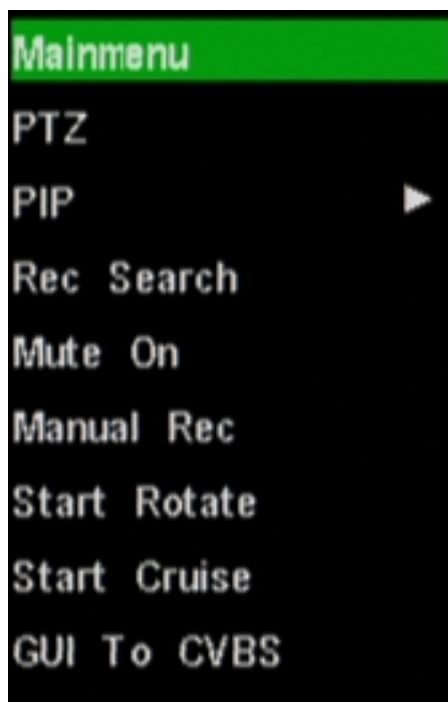 Mainmenu
PTZ
PIP
Rec Search
Mute On
Manual Rec
Start Rotate
Start Cruise
GUI To CVBS